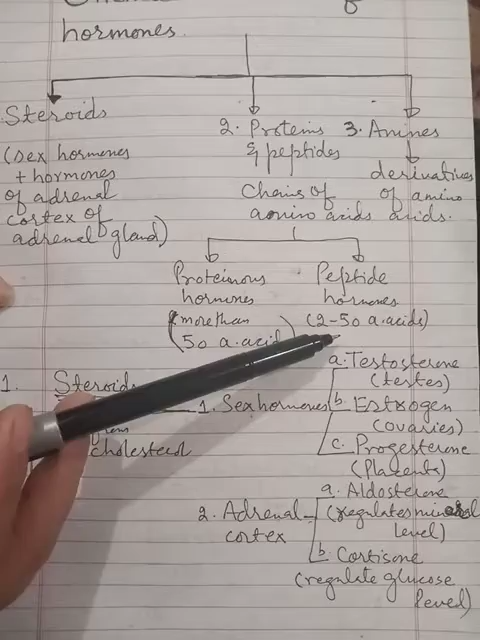 hormones.
Steroids
(sex hormones
+ hormones
of adrenal
cortex of
adrenal gland)
2. Proteins
& peptides
chains of
amino acids
3. Amines
derivatives
of amino
acids.
Proteinous
hormones
(more than
50 a.acid)
Peptide
hormones
(2-50 a.acids)
1. Steroids
cholesterol
1. Sex hormones
a. Testosterone
(testes)
b. Estrogen
(ovaries)
c. Progesterone
(Placenta)
2. Adrenal
cortex
a. Aldosterone
(regulates mineral
level)
b. Cortisone
(regulate glucose
level)